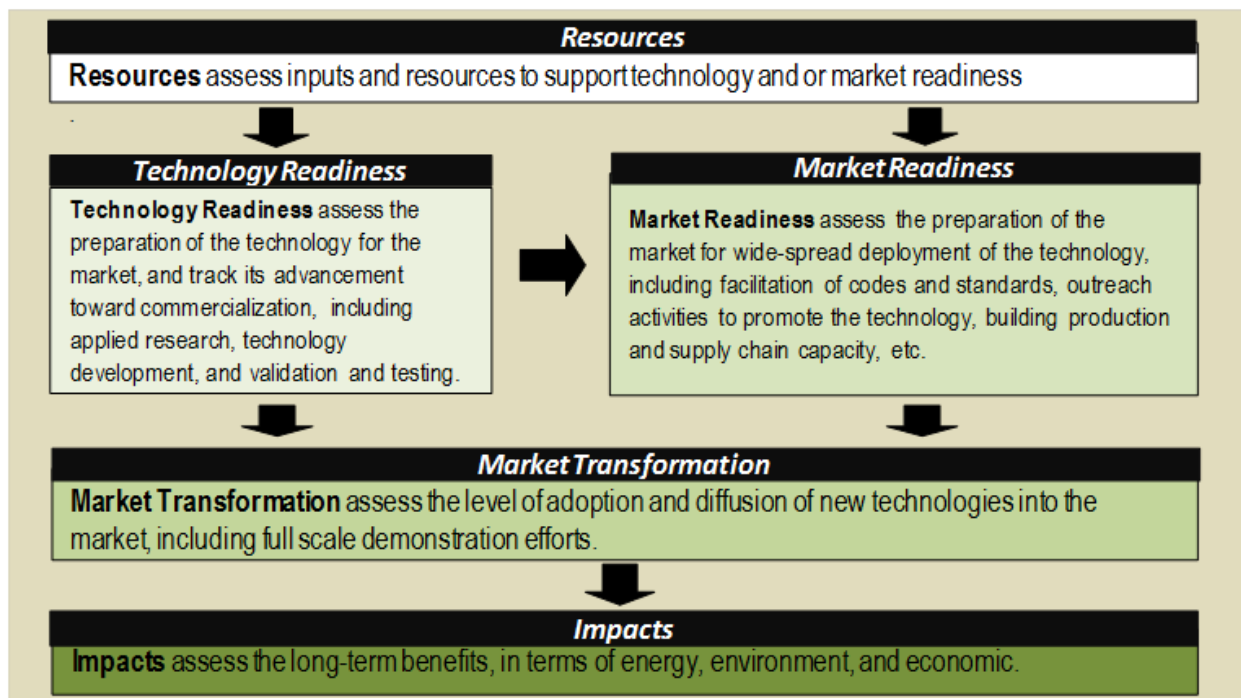 Resources
Resources assess inputs and resources to support technology and or market readiness
.
Technology Readiness
Technology Readiness assess the
preparation of the technology for the
market, and track its advancement
toward commercialization, including
applied research, technology
development, and validation and testing.
Market Readiness
Market Readiness assess the preparation of the
market for wide-spread deployment of the technology,
including facilitation of codes and standards, outreach
activities to promote the technology, building production
and supply chain capacity, etc.
Market Transformation
Market Transformation assess the level of adoption and diffusion of new technologies into the
market, including full scale demonstration efforts.
Impacts
Impacts assess the long-term benefits, in terms of energy, environment, and economic.